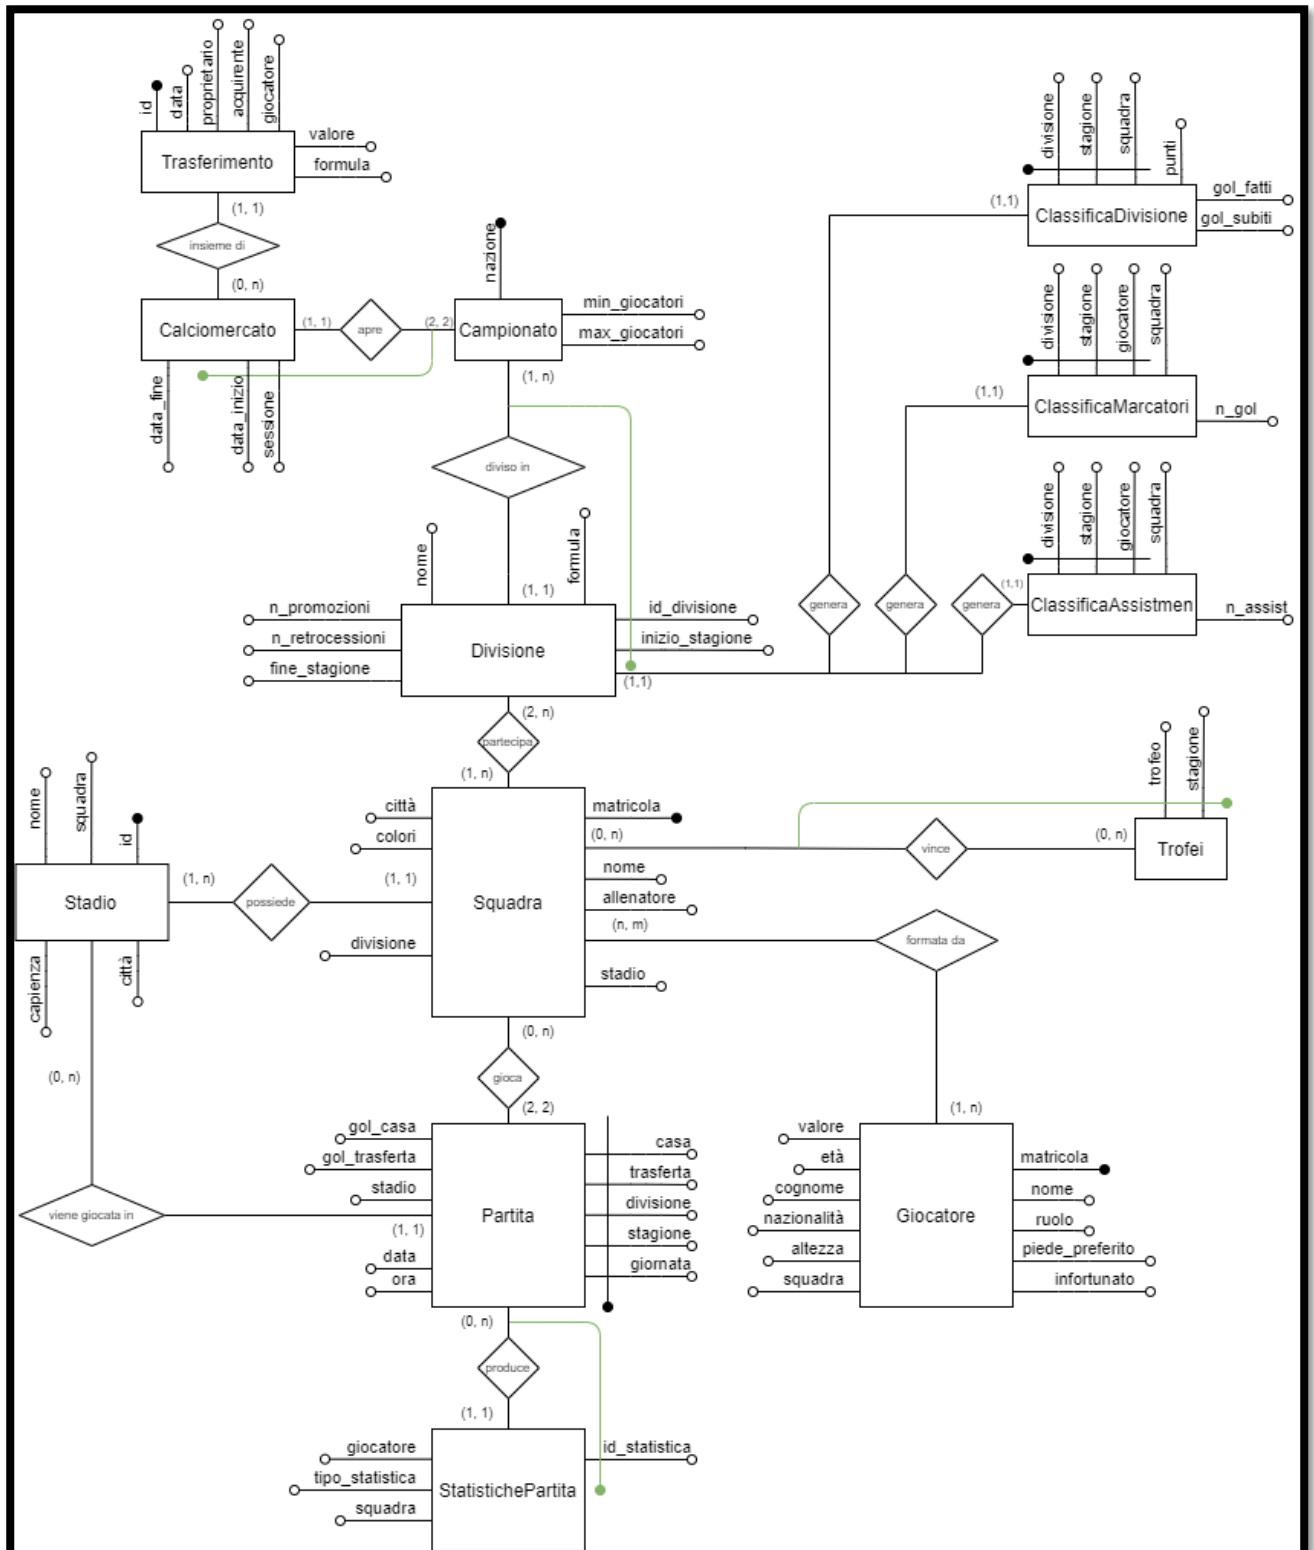 id
data
proprietario
acquirente
giocatore
valore
formula
Trasferimento
(1, 1)
insieme di
(0, n)
Calciomercato
(1, 1)
apre
(2, 2)
data_fine
data_inizio
sessione
nazione
Campionato
min_giocatori
max_giocatori
(1, n)
diviso in
(1, 1)
divisione
stagione
squadra
punti
gol_fatti
gol_subiti
(1,1)
ClassificaDivisione
divisione
stagione
giocatore
squadra
(1,1)
ClassificaMarcatori
n_gol
divisione
stagione
giocatore
squadra
(1,1)
ClassificaAssistmen
n_assist
genera
genera
genera
nome
formula
n_promozioni
n_retrocessioni
fine_stagione
Divisione
id_divisione
inizio_stagione
(1,1)
(2, n)
partecipa
(1, n)
città
colori
(1, 1)
divisione
Squadra
matricola
(0, n)
nome
allenatore
(n, m)
stadio
vince
(0, n)
trofeo
stagione
Trofei
nome
squadra
id
Stadio
(1, n)
possiede
capienza
città
(0, n)
viene giocata in
(0, n)
gioca
(2, 2)
formata da
(1, n)
gol_casa
gol_trasferta
stadio
(1, 1)
data
ora
Partita
casa
trasferta
divisione
stagione
giornata
valore
età
cognome
nazionalità
altezza
squadra
Giocatore
matricola
nome
ruolo
piede_preferito
infortunato
(0, n)
produce
(1, 1)
giocatore
tipo_statistica
squadra
StatistichePartita
id_statistica